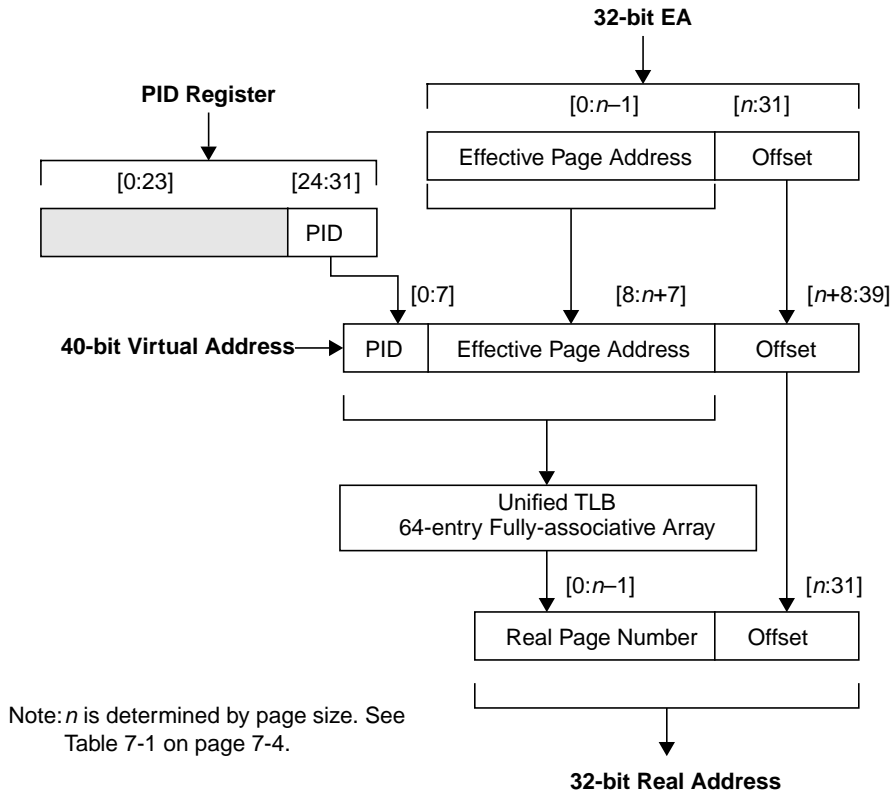 32-bit EA
PID Register
[0:n–1] [n:31]
Effective Page Address Offset
[0:23] [24:31]
PID
[0:7] [8:n+7] [n+8:39]
40-bit Virtual Address PID Effective Page Address Offset
Unified TLB
64-entry Fully-associative Array
[0:n–1] [n:31]
Real Page Number Offset
Note: n is determined by page size. See
Table 7-1 on page 7-4.
32-bit Real Address